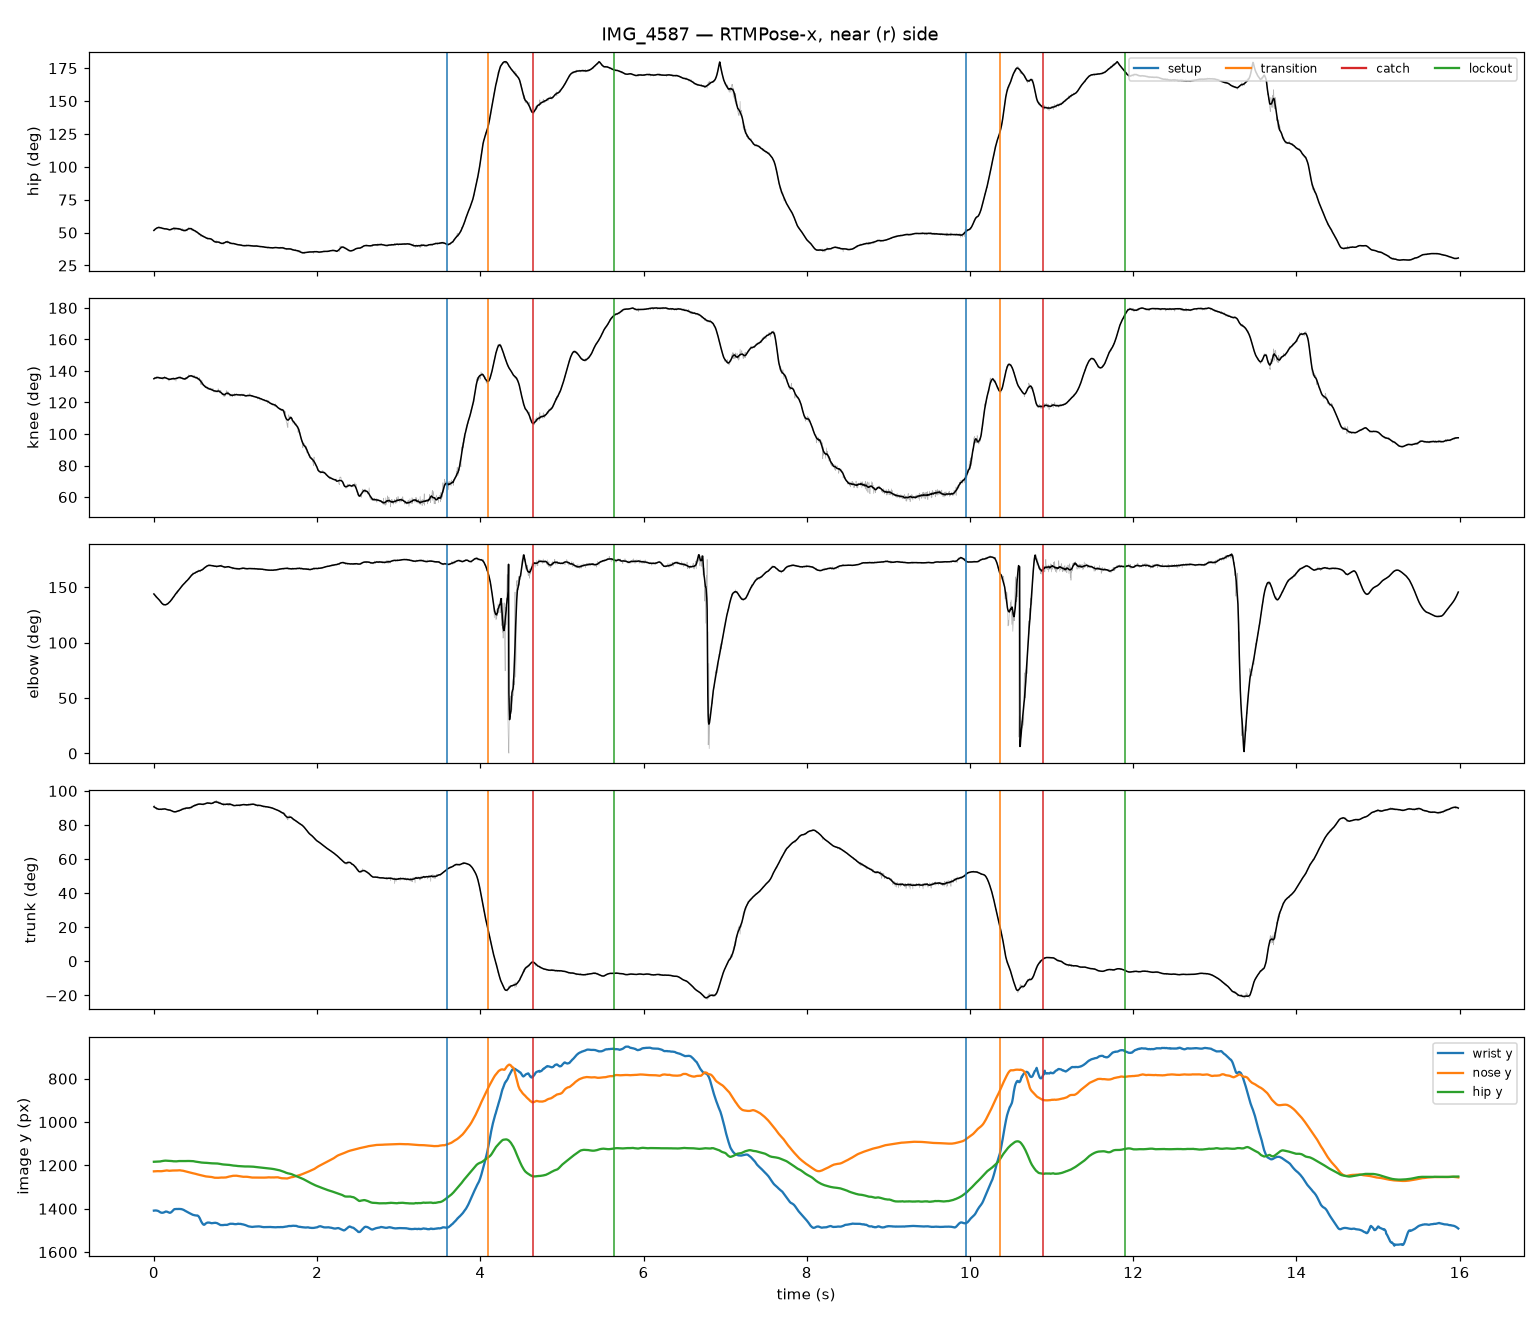 IMG_4587 — RTMPose-x, near (r) side
setup transition catch lockout
175
150
125
100
75
50
25
hip (deg)
180
160
140
120
100
80
60
knee (deg)
150
100
50
0
elbow (deg)
100
80
60
40
20
0
−20
trunk (deg)
wrist y
nose y
hip y
800
1000
1200
1400
1600
image y (px)
0 2 4 6 8 10 12 14 16
time (s)